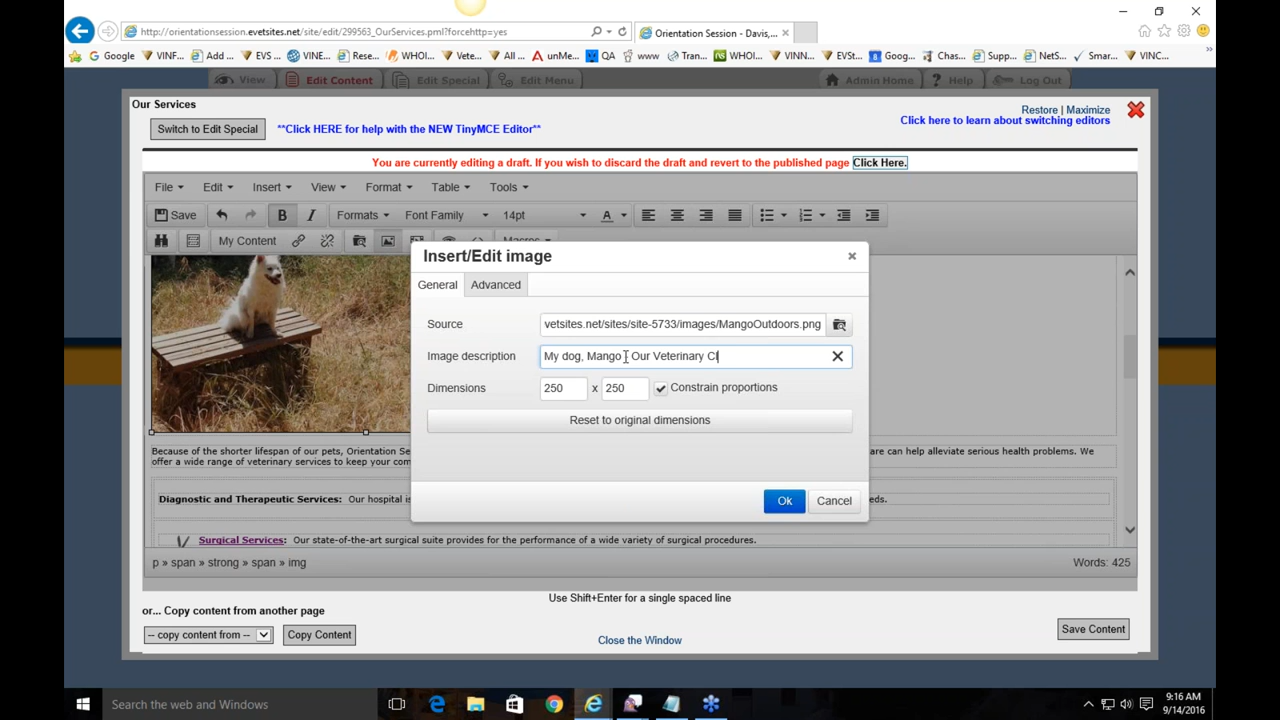 http://orientationsession.evetsites.net/site/edit/299563_OurServices.pml?forcehttp=yes
Orientation Session - Davis,...
Google VINF... Add ... EVS ... VINE... Rese... WHOI... Vete... All ... unMe... QA www Tran... WHO... VINN... EVSt... Goog... Chas... Supp... NetS... Smar... VINC...
View Edit Content Edit Special Edit Menu Admin Home Help Log Out
Our Services
Restore | Maximize
Switch to Edit Special **Click HERE for help with the NEW TinyMCE Editor** Click here to learn about switching editors
You are currently editing a draft. If you wish to discard the draft and revert to the published page Click Here.
File Edit Insert View Format Table Tools
Save B I Formats Font Family 14pt A
My Content Macros
Insert/Edit image
General Advanced
Source vetsites.net/sites/site-5733/images/MangoOutdoors.png
Image description My dog, Mango Our Veterinary Cl
Dimensions 250 x 250 Constrain proportions
Reset to original dimensions
Because of the shorter lifespan of our pets, Orientation Se are can help alleviate serious health problems. We
offer a wide range of veterinary services to keep your com
Diagnostic and Therapeutic Services: Our hospital is eds.
Ok Cancel
Surgical Services: Our state-of-the-art surgical suite provides for the performance of a wide variety of surgical procedures.
p » span » strong » span » img Words: 425
Use Shift+Enter for a single spaced line
or... Copy content from another page
-- copy content from -- Copy Content
Save Content
Close the Window
Search the web and Windows
9:16 AM
9/14/2016